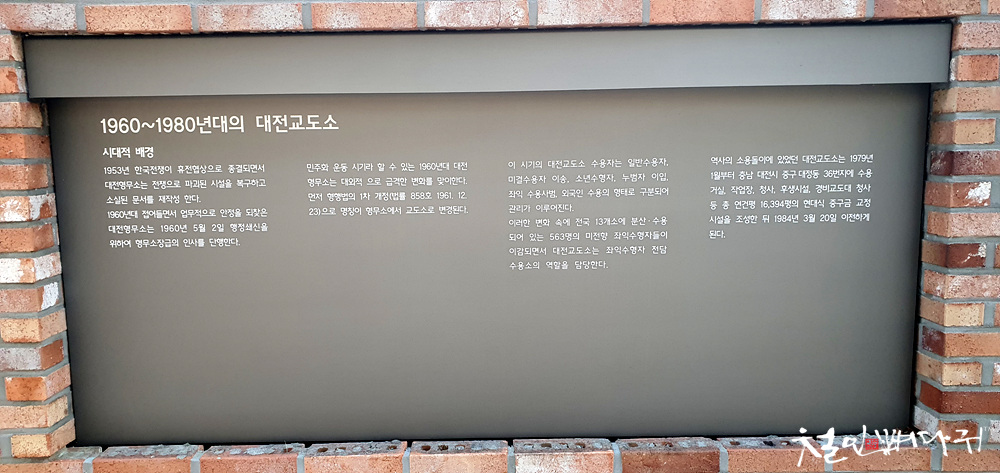 1960~1980년대의 대전교도소
시대적 배경
1953년 한국전쟁이 휴전협상으로 종결되면서
대전형무소는 전쟁으로 파괴된 시설을 복구하고
소실된 문서를 재작성 한다.
1960년대 접어들면서 업무적으로 안정을 되찾은
대전형무소는 1960년 5월 2일 행정쇄신을
위하여 형무소장급의 인사를 단행한다.
민주화 운동 시기라 할 수 있는 1960년대 대전
형무소는 대외적 으로 급격한 변화를 맞이한다.
먼저 형행법의 1차 개정(법률 858호 1961. 12.
23)으로 명칭이 형무소에서 교도소로 변경된다.
이 시기의 대전교도소 수용자는 일반수용자,
미결수용자 이송, 소년수형자, 누범자 이입,
좌익 수용사범, 외국인 수용의 형태로 구분되어
관리가 이루어진다.
이러한 변화 속에 전국 13개소에 분산·수용
되어 있는 563명의 미전향 좌익수형자들이
이감되면서 대전교도소는 좌익수형자 전담
수용소의 역할을 담당한다.
역사의 소용돌이에 있었던 대전교도소는 1979년
1월부터 충남 대전시 중구 대정동 36번지에 수용
거실, 작업장, 청사, 후생시설, 경비교도대 청사
등 총 연건평 16,394평의 현대식 중구금 교정
시설을 조성한 뒤 1984년 3월 20일 이전하게
된다.
철인뼈다귀